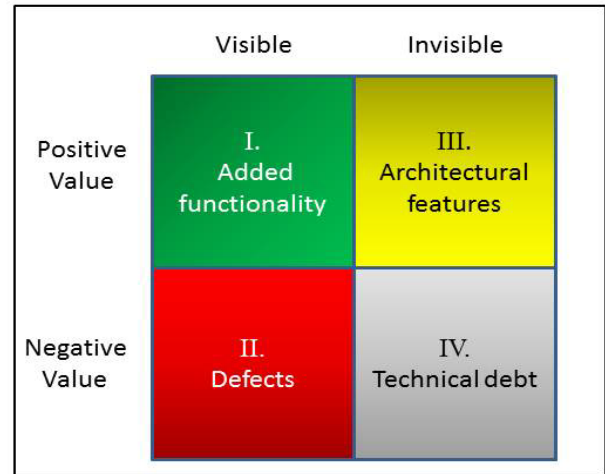 Visible Invisible
Positive
Value
I.
Added
functionality
III.
Architectural
features
Negative
Value
II.
Defects
IV.
Technical debt